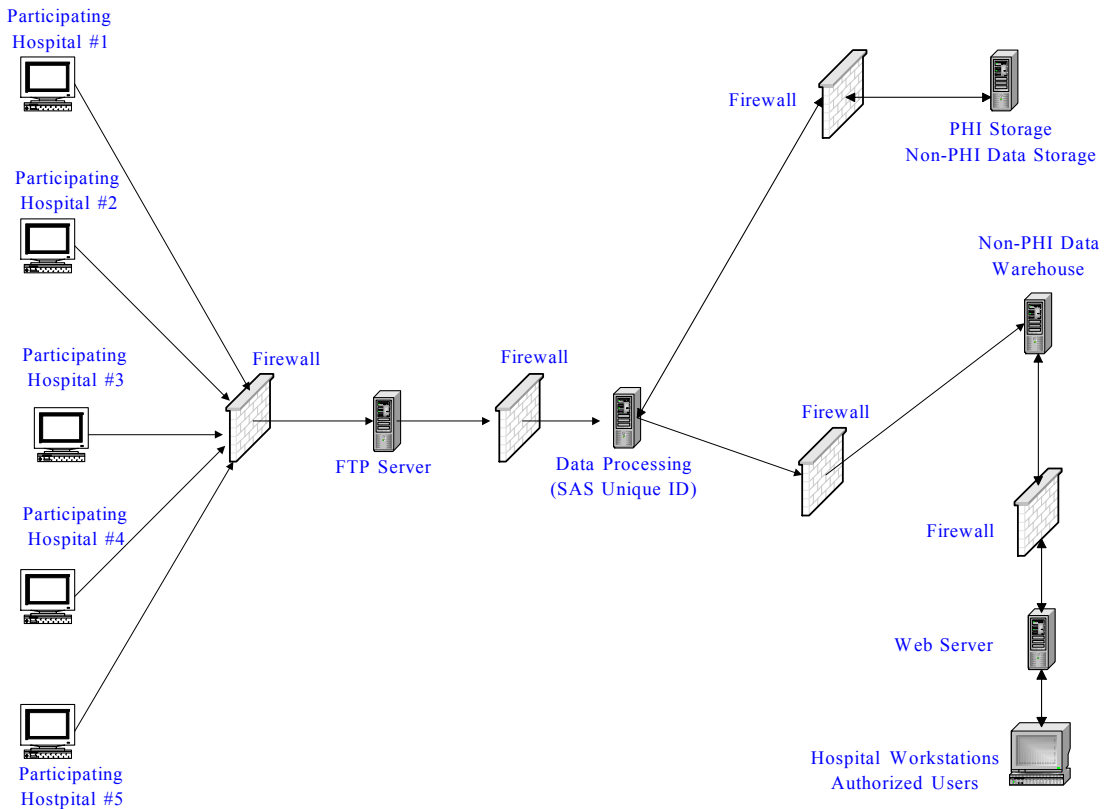 Participating
Hospital #1
Participating
Hospital #2
Participating
Hospital #3
Participating
Hospital #4
Participating
Hostpital #5
Firewall
FTP Server
Firewall
Data Processing
(SAS Unique ID)
Firewall
PHI Storage
Non-PHI Data Storage
Firewall
Non-PHI Data
Warehouse
Firewall
Web Server
Hospital Workstations
Authorized Users